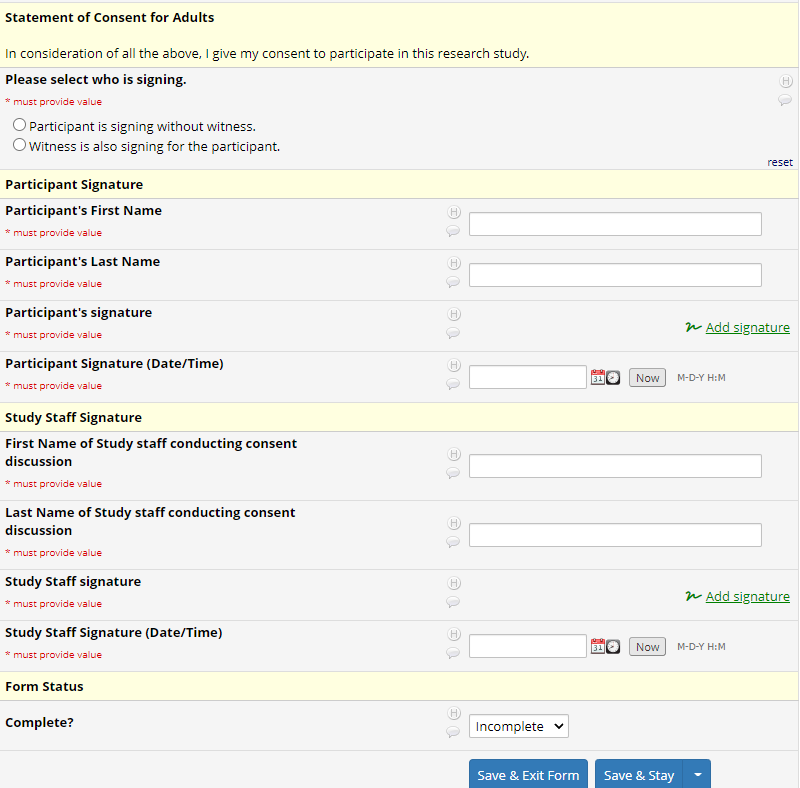 Statement of Consent for Adults
In consideration of all the above, I give my consent to participate in this research study.
Please select who is signing.
H
* must provide value
Participant is signing without witness.
Witness is also signing for the participant.
reset
Participant Signature
Participant's First Name
H
* must provide value
Participant's Last Name
H
* must provide value
Participant's signature
H
* must provide value
Add signature
Participant Signature (Date/Time)
H
* must provide value
31
Now
M-D-Y H:M
Study Staff Signature
First Name of Study staff conducting consent
discussion
H
* must provide value
Last Name of Study staff conducting consent
discussion
H
* must provide value
Study Staff signature
H
* must provide value
Add signature
Study Staff Signature (Date/Time)
H
* must provide value
31
Now
M-D-Y H:M
Form Status
Complete?
H
Incomplete
Save & Exit Form
Save & Stay